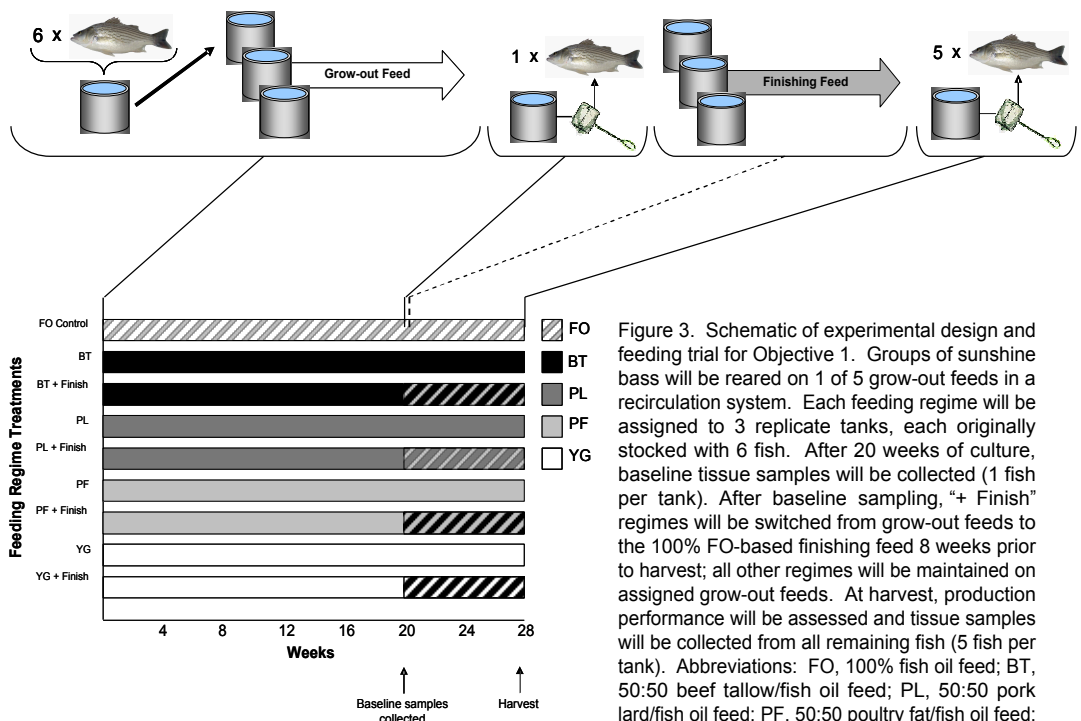 6 x
Grow-out Feed
1 x
Finishing Feed
5 x
Feeding Regime Treatments
FO Control
BT
BT + Finish
PL
PL + Finish
PF
PF + Finish
YG
YG + Finish
4 8 12 16 20 24 28
Weeks
Baseline samples
collected
Harvest
FO
BT
PL
PF
YG
Figure 3. Schematic of experimental design and
feeding trial for Objective 1. Groups of sunshine
bass will be reared on 1 of 5 grow-out feeds in a
recirculation system. Each feeding regime will be
assigned to 3 replicate tanks, each originally
stocked with 6 fish. After 20 weeks of culture,
baseline tissue samples will be collected (1 fish
per tank). After baseline sampling, “+ Finish”
regimes will be switched from grow-out feeds to
the 100% FO-based finishing feed 8 weeks prior
to harvest; all other regimes will be maintained on
assigned grow-out feeds. At harvest, production
performance will be assessed and tissue samples
will be collected from all remaining fish (5 fish per
tank). Abbreviations: FO, 100% fish oil feed; BT,
50:50 beef tallow/fish oil feed; PL, 50:50 pork
lard/fish oil feed; PF, 50:50 poultry fat/fish oil feed;